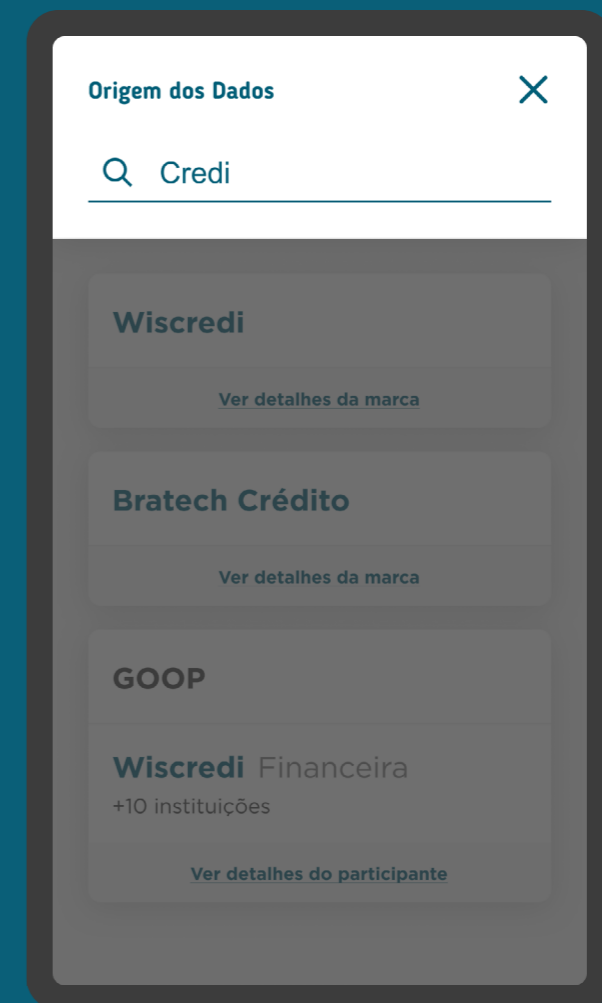 Origem dos Dados
Credi
Wiscredi
Ver detalhes da marca
Bratech Crédito
Ver detalhes da marca
GOOP
Wiscredi Financeira
+10 instituições
Ver detalhes do participante